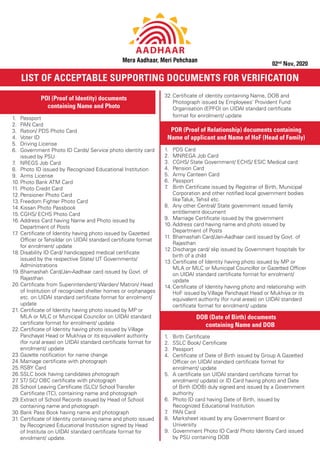 AADHAAR
Mera Aadhaar, Meri Pehchaan
02nd Nov, 2020
LIST OF ACCEPTABLE SUPPORTING DOCUMENTS FOR VERIFICATION
POI (Proof of Identity) documents
containing Name and Photo
1. Passport
2. PAN Card
3. Ration/ PDS Photo Card
4. Voter ID
5. Driving License
6. Government Photo ID Cards/ Service photo identity card
issued by PSU
7. NREGS Job Card
8. Photo ID issued by Recognized Educational Institution
9. Arms License
10. Photo Bank ATM Card
11. Photo Credit Card
12. Pensioner Photo Card
13. Freedom Fighter Photo Card
14. Kissan Photo Passbook
15. CGHS/ ECHS Photo Card
16. Address Card having Name and Photo issued by
Department of Posts
17. Certificate of Identity having photo issued by Gazetted
Officer or Tehsildar on UIDAI standard certificate format
for enrolment/ update
18. Disability ID Card/ handicapped medical certificate
issued by the respective State/ UT Governments/
Administrations
19. Bhamashah Card/Jan-Aadhaar card issued by Govt. of
Rajasthan
20. Certificate from Superintendent/ Warden/ Matron/ Head
of Institution of recognized shelter homes or orphanages
etc. on UIDAI standard certificate format for enrolment/
update
21. Certificate of Identity having photo issued by MP or
MLA or MLC or Municipal Councilor on UIDAI standard
certificate format for enrolment/ update
22. Certificate of Identity having photo issued by Village
Panchayat Head or Mukhiya or its equivalent authority
(for rural areas) on UIDAI standard certificate format for
enrolment/ update
23. Gazette notification for name change
24. Marriage certificate with photograph
25. RSBY Card
26. SSLC book having candidates photograph
27. ST/ SC/ OBC certificate with photograph
28. School Leaving Certificate (SLC)/ School Transfer
Certificate (TC), containing name and photograph
29. Extract of School Records issued by Head of School
containing name and photograph
30. Bank Pass Book having name and photograph
31. Certificate of Identity containing name and photo issued
by Recognized Educational Institution signed by Head
of Institute on UIDAI standard certificate format for
enrolment/ update.
32. Certificate of identity containing Name, DOB and
Photograph issued by Employees' Provident Fund
Organisation (EPFO) on UIDAI standard certificate
format for enrolment/ update
POR (Proof of Relationship) documents containing
Name of applicant and Name of HoF (Head of Family)
1. PDS Card
2. MNREGA Job Card
3. CGHS/ State Government/ ECHS/ ESIC Medical card
4. Pension Card
5. Army Canteen Card
6. Passport
7. Birth Certificate issued by Registrar of Birth, Municipal
Corporation and other notified local government bodies
like Taluk, Tehsil etc.
8. Any other Central/ State government issued family
entitlement document
9. Marriage Certificate issued by the government
10. Address card having name and photo issued by
Department of Posts
11. Bhamashah Card/Jan-Aadhaar card issued by Govt. of
Rajasthan
12. Discharge card/ slip issued by Government hospitals for
birth of a child
13. Certificate of Identity having photo issued by MP or
MLA or MLC or Municipal Councillor or Gazetted Officer
on UIDAI standard certificate format for enrolment/
update
14. Certificate of Identity having photo and relationship with
HoF issued by Village Panchayat Head or Mukhiya or its
equivalent authority (for rural areas) on UIDAI standard
certificate format for enrolment/ update
DOB (Date of Birth) documents
containing Name and DOB
1. Birth Certificate
2. SSLC Book/ Certificate
3. Passport
4. Certificate of Date of Birth issued by Group A Gazetted
Officer on UIDAI standard certificate format for
enrolment/ update
5. A certificate (on UIDAI standard certificate format for
enrolment/ update) or ID Card having photo and Date
of Birth (DOB) duly signed and issued by a Government
authority
6. Photo ID card having Date of Birth, issued by
Recognized Educational Institution
7. PAN Card
8. Marksheet issued by any Government Board or
University
9. Government Photo ID Card/ Photo Identity Card issued
by PSU containing DOB